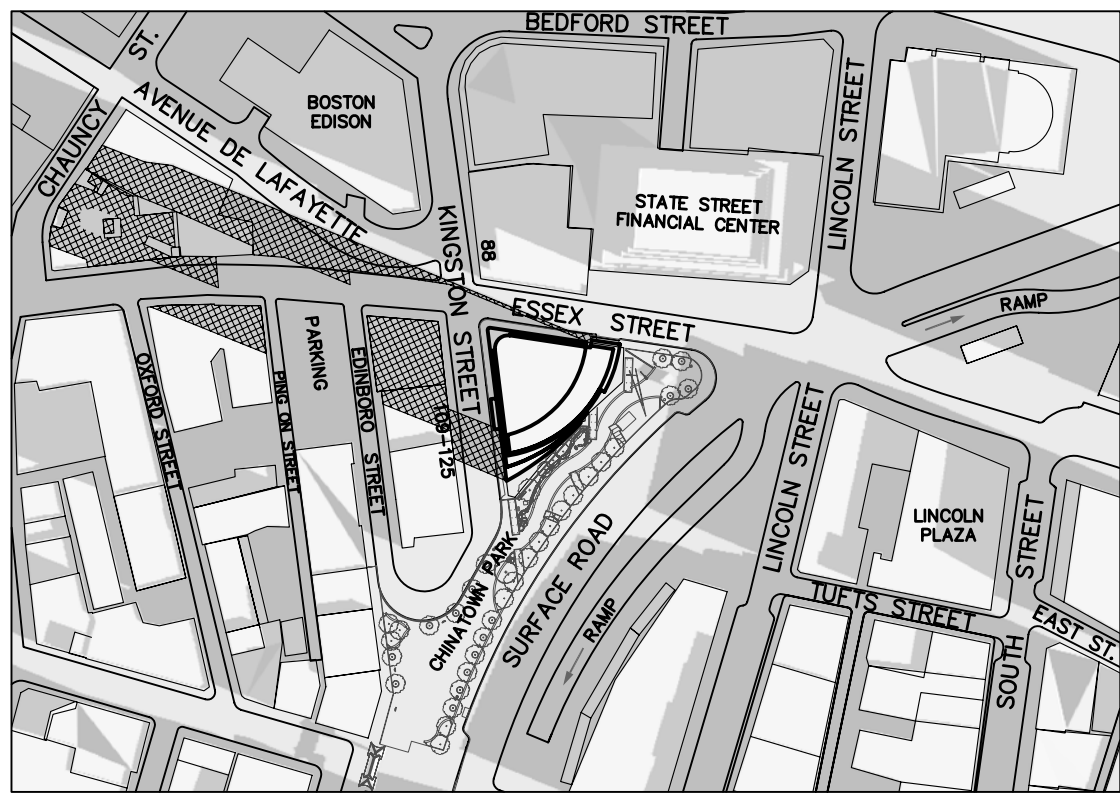 BEDFORD STREET
ST.
CHAUNCY
AVENUE DE LAFAYETTE
BOSTON
EDISON
LINCOLN STREET
STATE STREET
FINANCIAL CENTER
KINGSTON STREET
88
ESSEX STREET
RAMP
OXFORD STREET
PING ON STREET
PARKING
EDINBORO STREET
109-125
LINCOLN STREET
LINCOLN
PLAZA
STREET
CHINATOWN PARK
SURFACE ROAD
RAMP
TUFTS STREET
EAST ST.
SOUTH